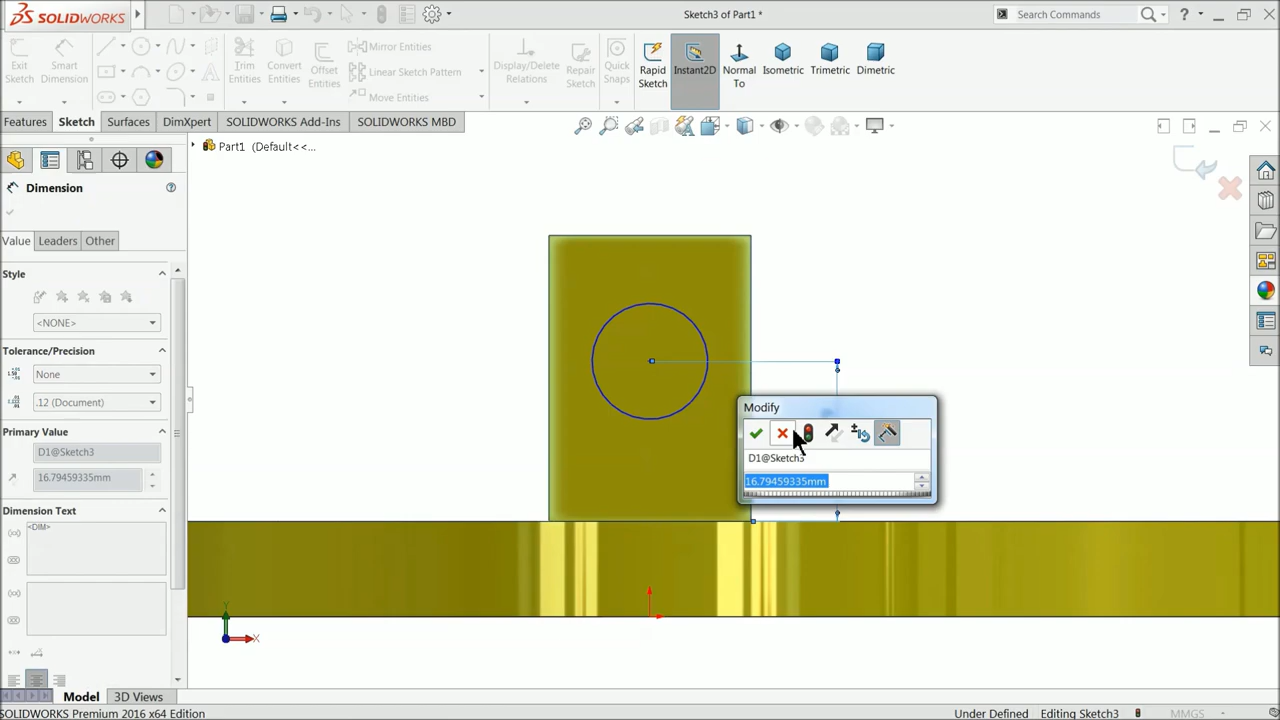 SOLIDWORKS
Sketch3 of Part1 *
Search Commands
?
Exit Sketch
Smart Dimension
Trim Entities
Convert Entities
Offset Entities
Mirror Entities
Linear Sketch Pattern
Move Entities
Display/Delete Relations
Repair Sketch
Quick Snaps
Rapid Sketch
Instant2D
Normal To
Isometric
Trimetric
Dimetric
Features
Sketch
Surfaces
DimXpert
SOLIDWORKS Add-Ins
SOLIDWORKS MBD
Part1 (Default<<...
Dimension
Value
Leaders
Other
Style
<NONE>
Tolerance/Precision
None
.12 (Document)
Primary Value
D1@Sketch3
16.79459335mm
Dimension Text
<DIM>
Modify
D1@Sketch3
16.79459335mm
Y
X
Model
3D Views
SOLIDWORKS Premium 2016 x64 Edition
Under Defined
Editing Sketch3
MMGS